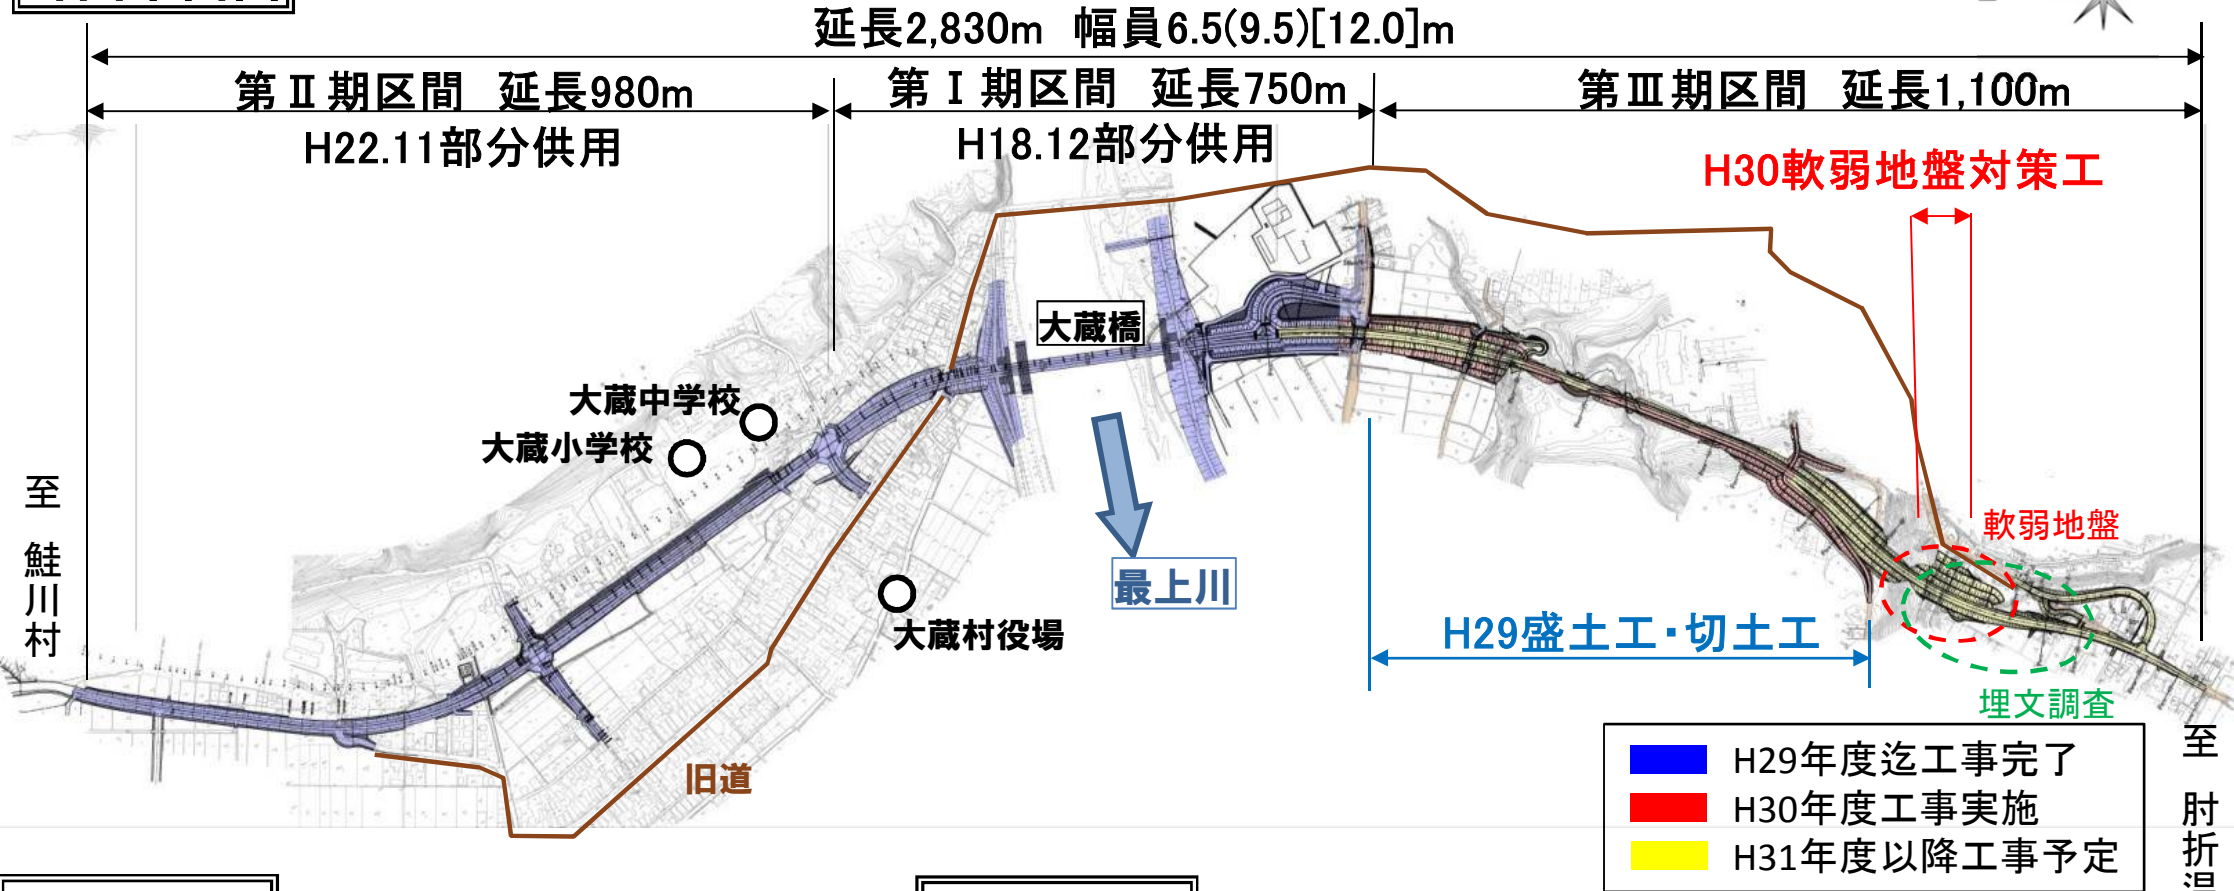 延長2,830m 幅員6.5(9.5)[12.0]m
第Ⅱ期区間 延長980m
第Ⅰ期区間 延長750m
第Ⅲ期区間 延長1,100m
H22.11部分供用
H18.12部分供用
H30軟弱地盤対策工
大蔵橋
大蔵中学校
大蔵小学校
至 鮭川村
軟弱地盤
最上川
大蔵村役場
H29盛土工・切土工
埋文調査
旧道
H29年度迄工事完了
H30年度工事実施
H31年度以降工事予定
至 肘折